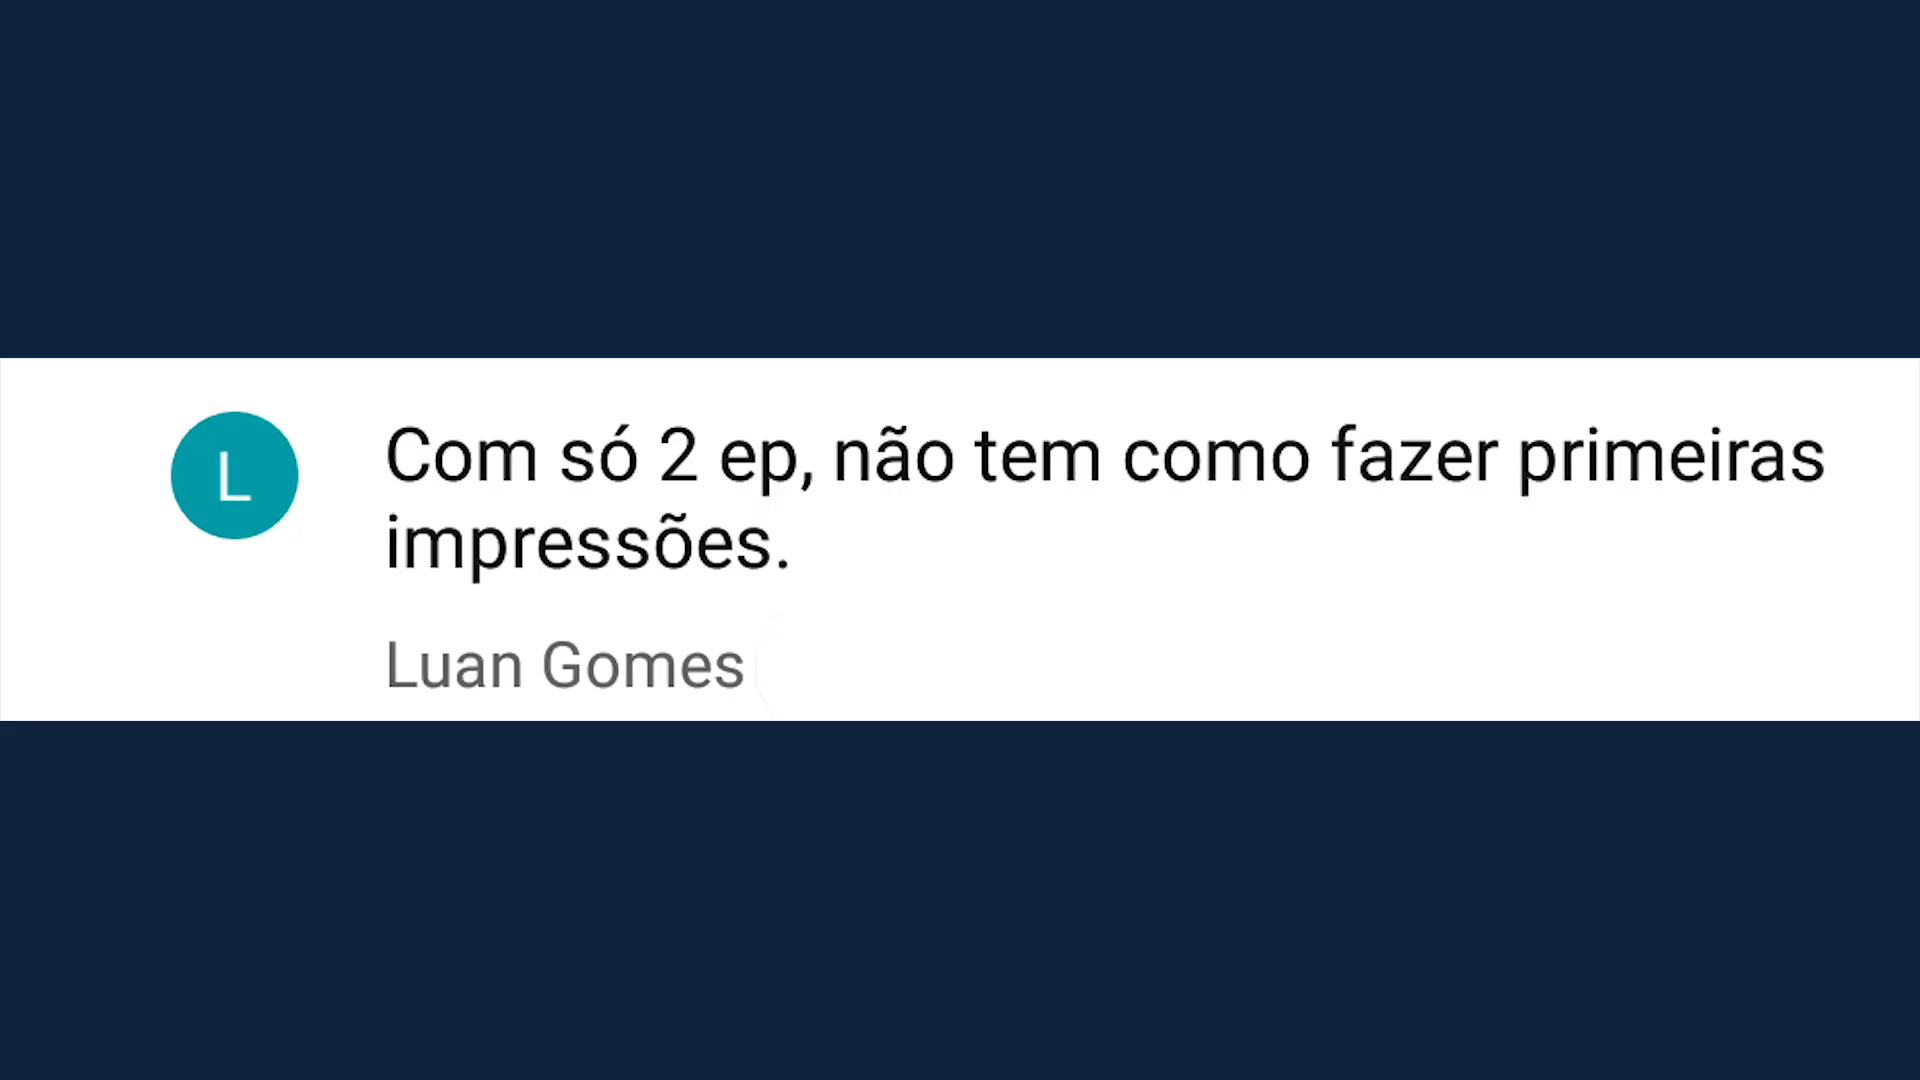 L
Com só 2 ep, não tem como fazer primeiras
impressões.
Luan Gomes